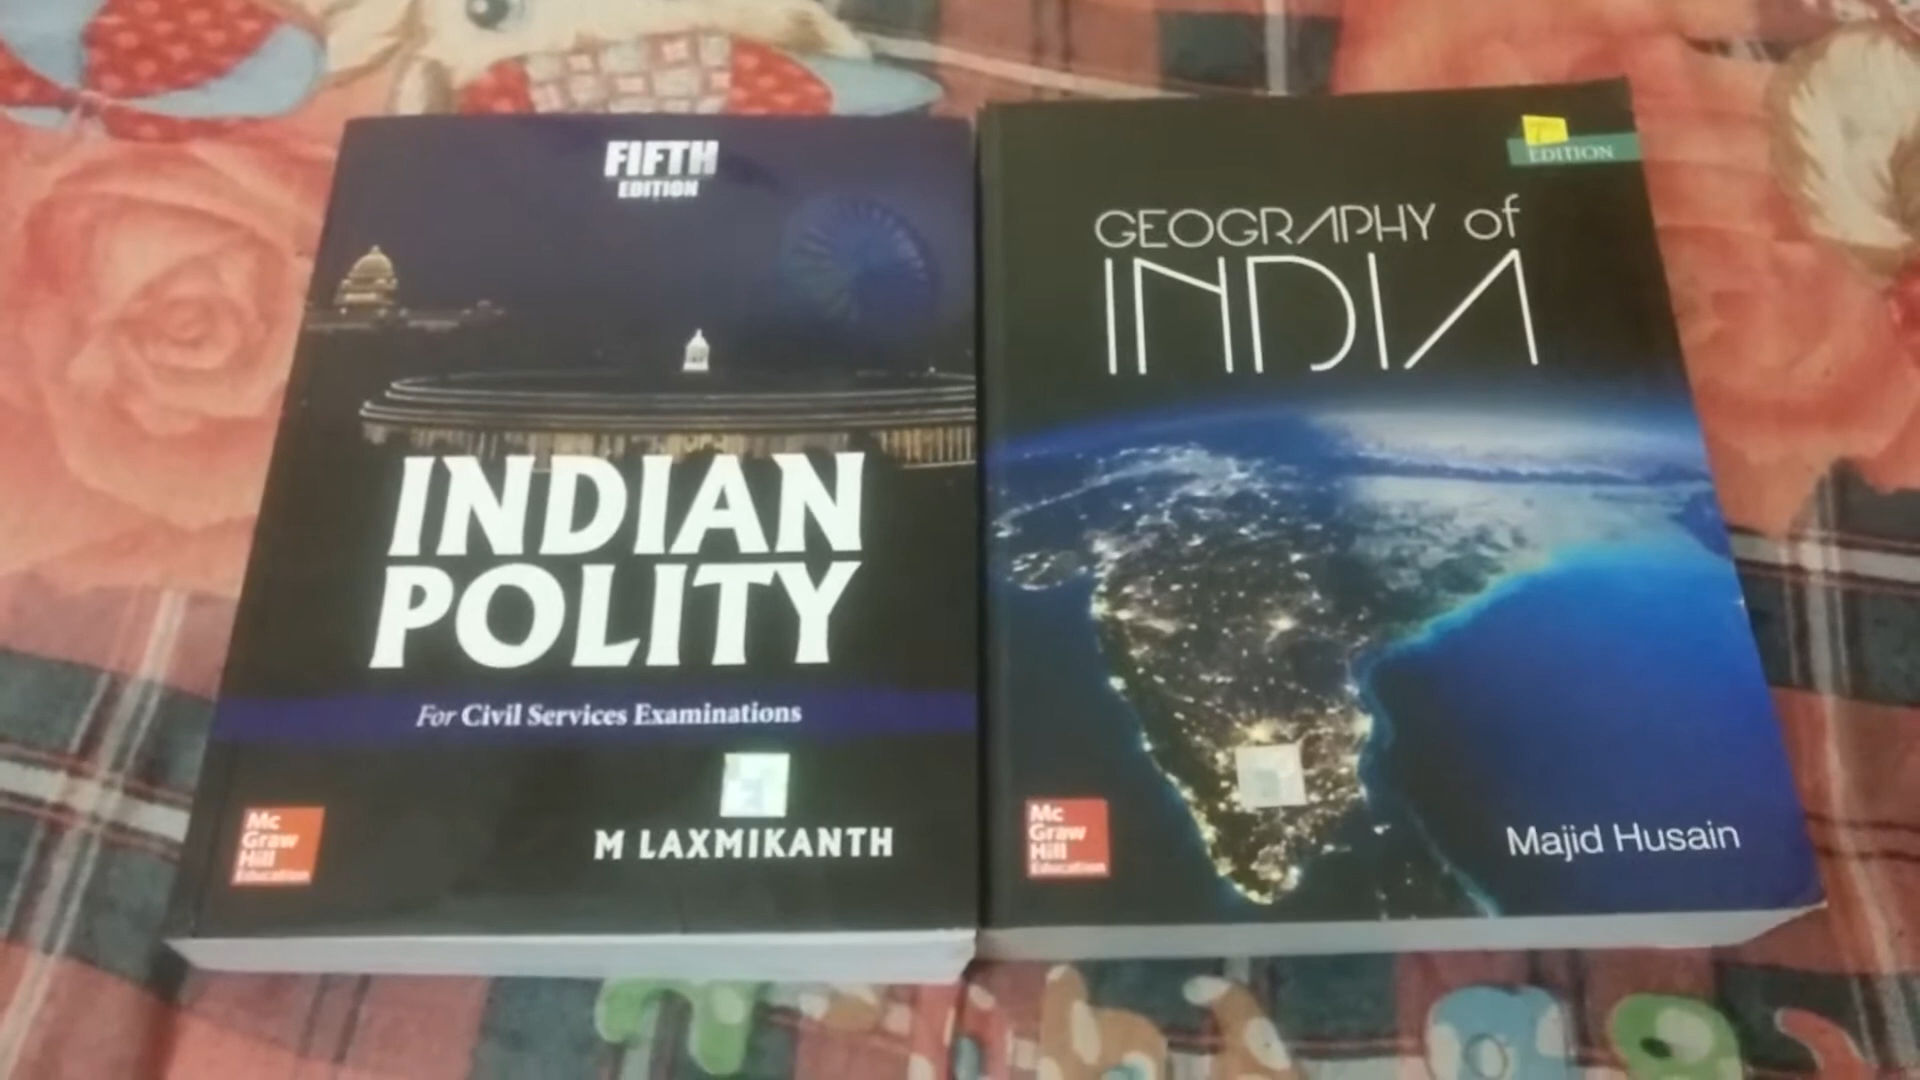 FIFTH
EDITION
INDIAN
POLITY
For Civil Services Examinations
M LAXMIKANTH
Mc
Graw
Hill
Education
EDITION
GEOGRAPHY of
INDIA
Majid Husain
Mc
Graw
Hill
Education